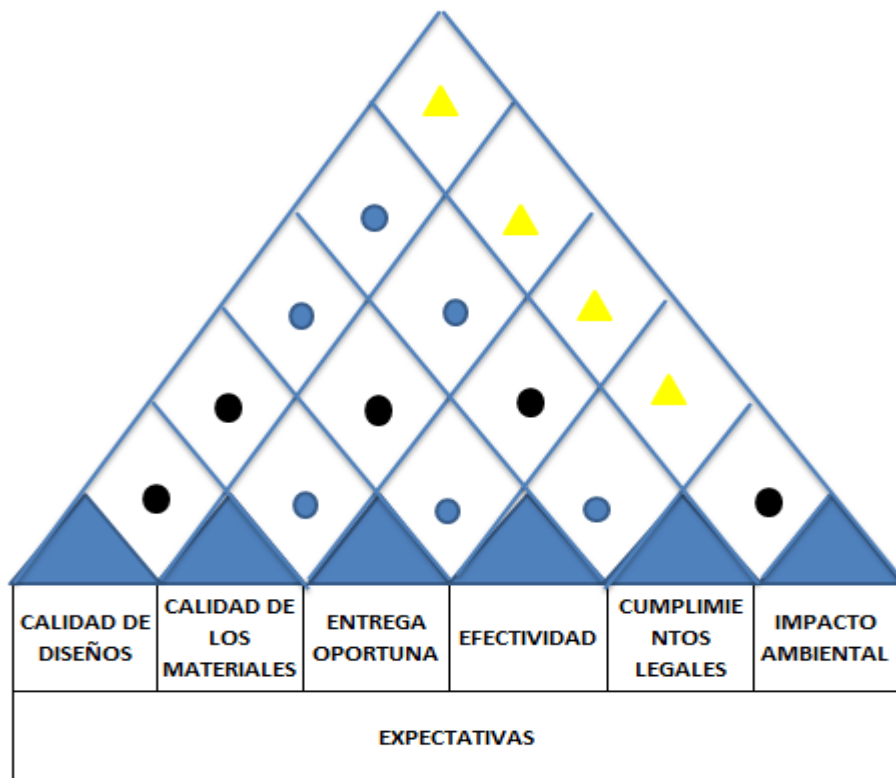 CALIDAD DE
DISEÑOS
CALIDAD DE
LOS
MATERIALES
ENTREGA
OPORTUNA
EFECTIVIDAD
CUMPLIMIE
NTOS
LEGALES
IMPACTO
AMBIENTAL
EXPECTATIVAS